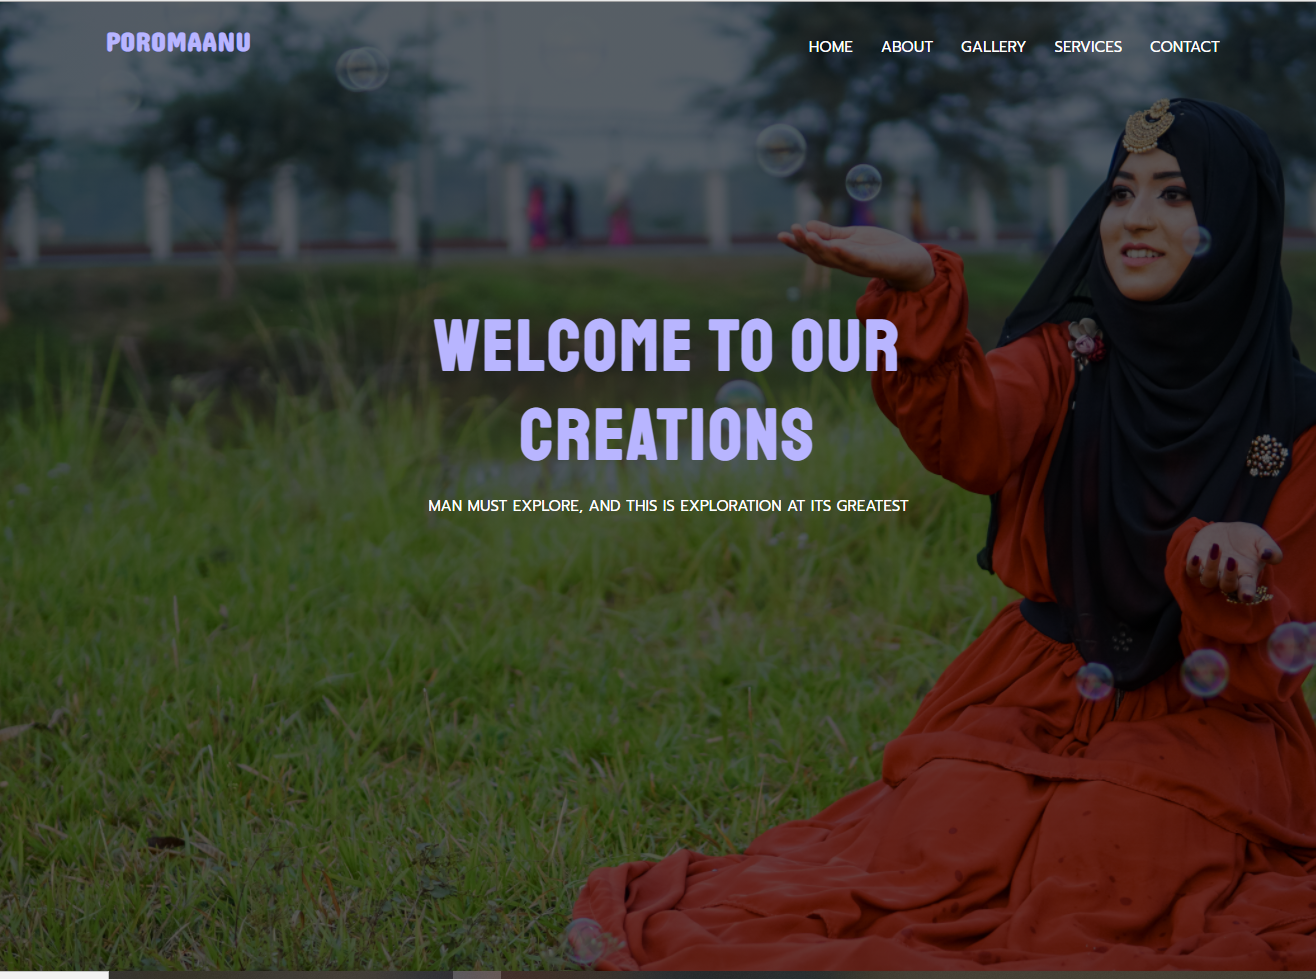 POROMAANU
HOME ABOUT GALLERY SERVICES CONTACT
WELCOME TO OUR
CREATIONS
MAN MUST EXPLORE, AND THIS IS EXPLORATION AT ITS GREATEST